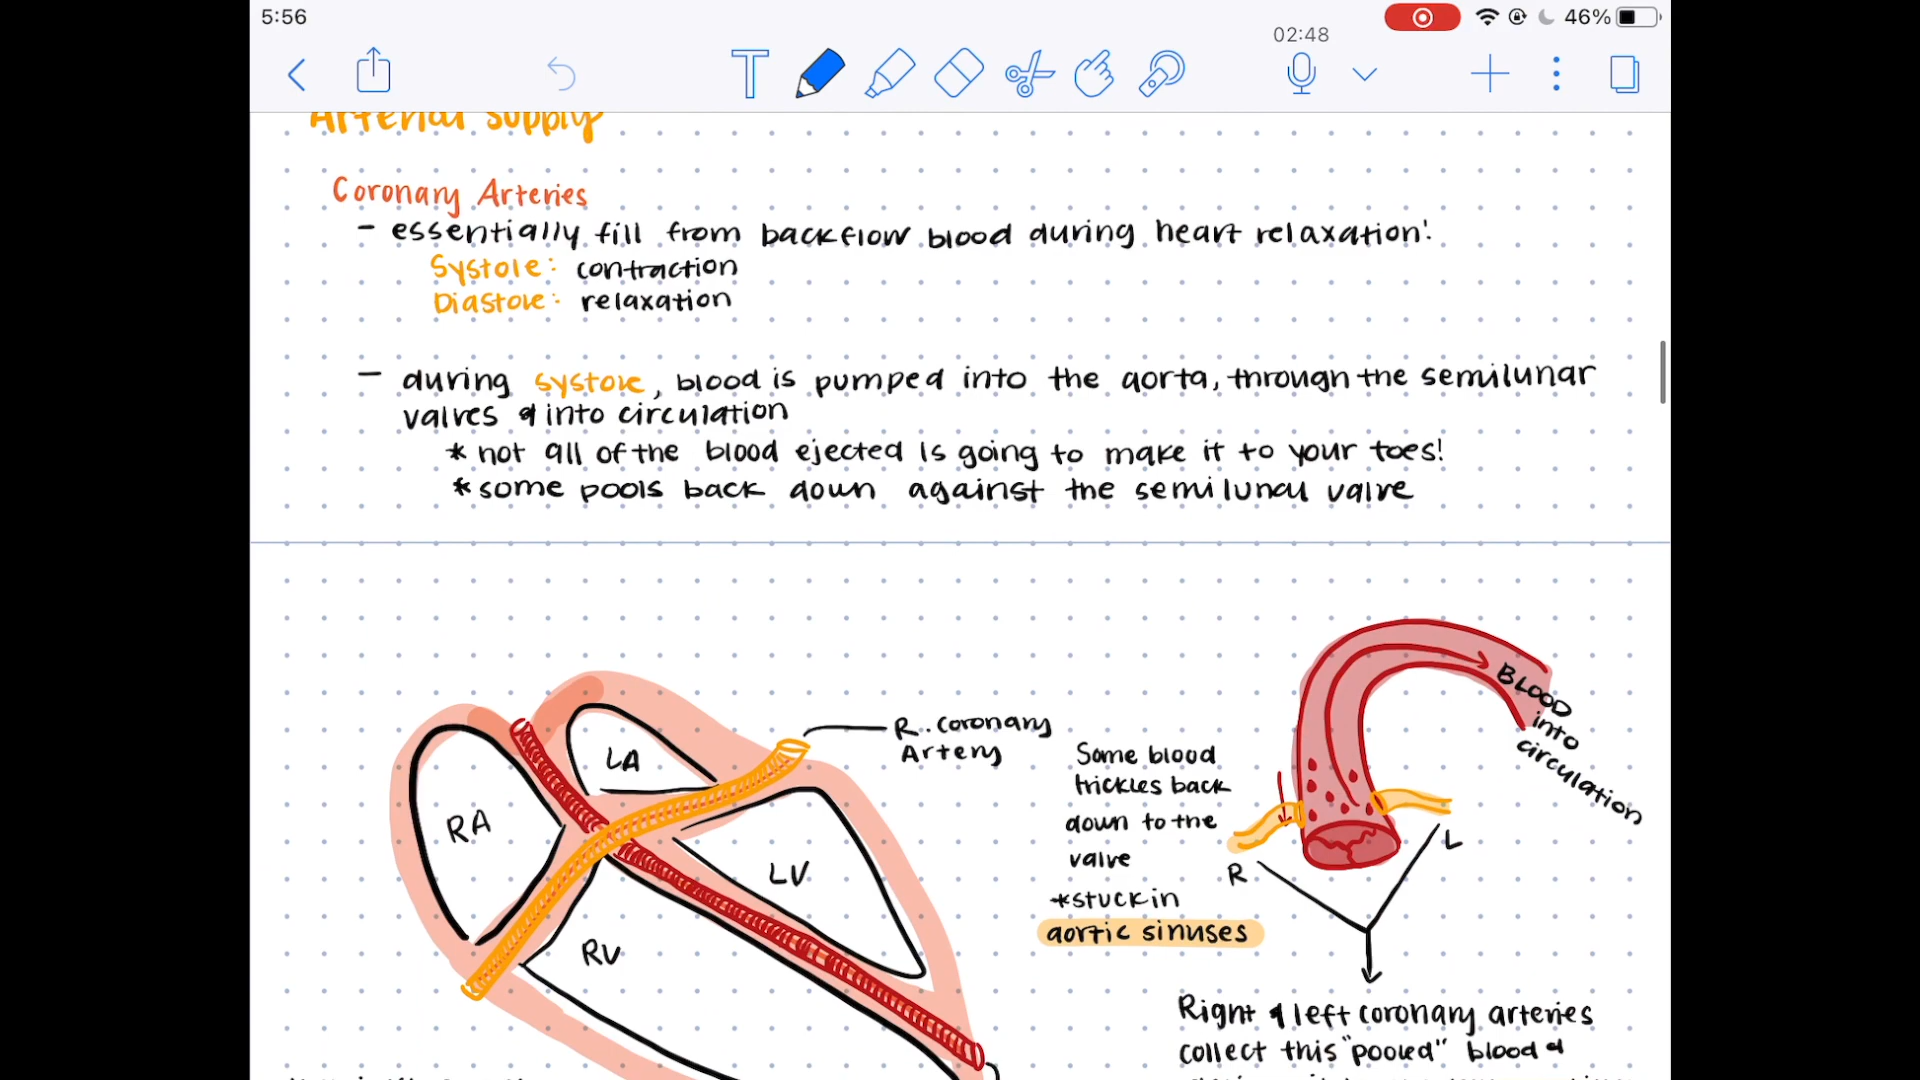 5:56
46%
02:48
Arterial Supply
Coronary Arteries
- essentially fill from backflow blood during heart relaxation!
Systole: contraction
Diastole: relaxation
- during systole, blood is pumped into the aorta, through the semilunar
valves & into circulation
* not all of the blood ejected is going to make it to your toes!
* some pools back down against the semilunar valve
R. Coronary
Artery
LA
RA
LV
RV
Some blood
trickles back
down to the
valve
*stuck in
aortic sinuses
BLOOD
into
circulation
R
L
Right & left coronary arteries
collect this "pooled" blood &